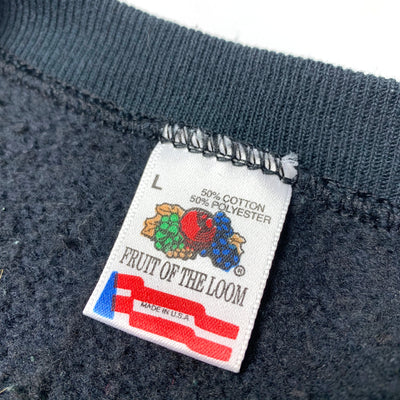 L
50% COTTON
50% POLYESTER
FRUIT OF THE LOOM ®
MADE IN U.S.A